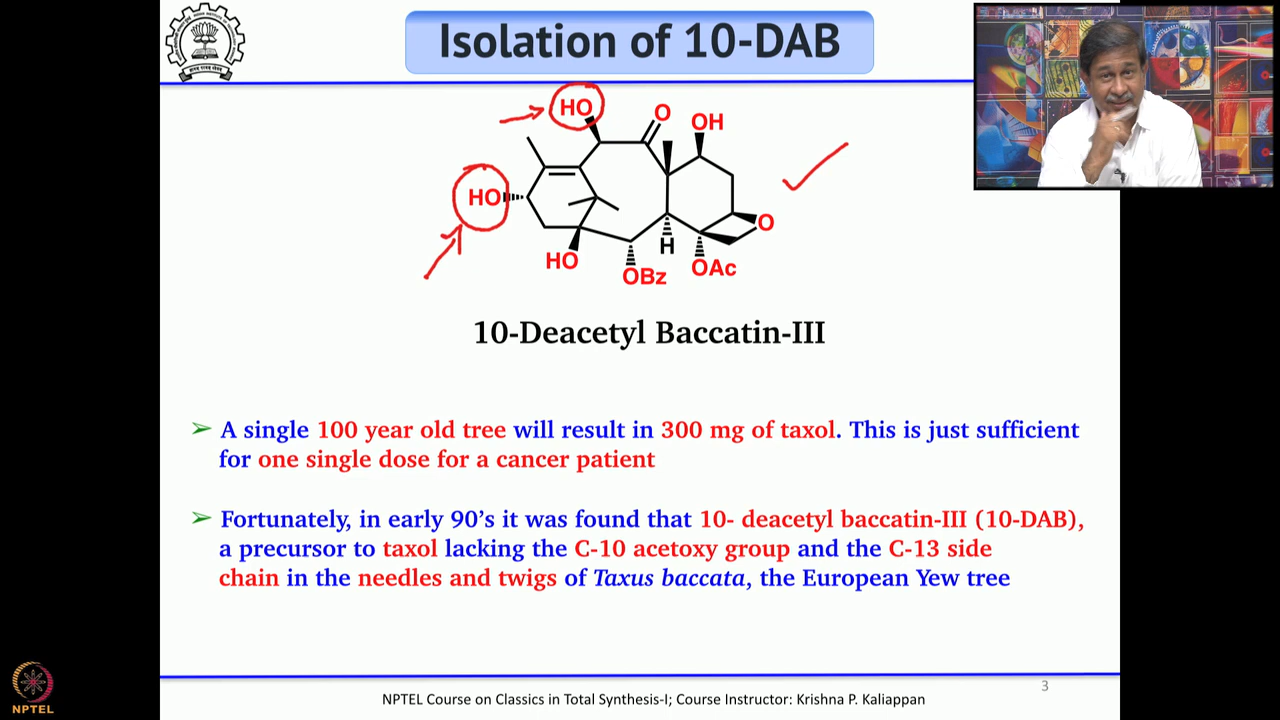 Isolation of 10-DAB
HO
O
OH
HO
O
H
HO
OBz
OAc
10-Deacetyl Baccatin-III
➢ A single 100 year old tree will result in 300 mg of taxol. This is just sufficient
for one single dose for a cancer patient
➢ Fortunately, in early 90's it was found that 10- deacetyl baccatin-III (10-DAB),
a precursor to taxol lacking the C-10 acetoxy group and the C-13 side
chain in the needles and twigs of Taxus baccata, the European Yew tree
3
NPTEL Course on Classics in Total Synthesis-I; Course Instructor: Krishna P. Kaliappan
NPTEL